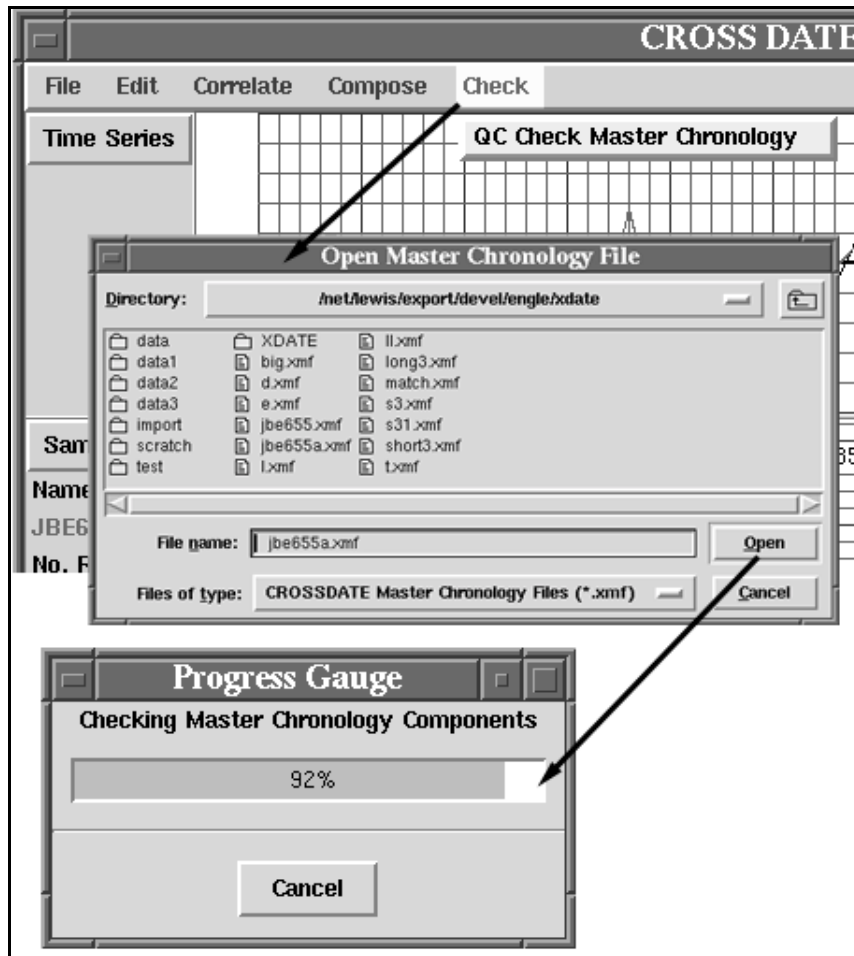 CROSS DATE
File Edit Correlate Compose Check
Time Series
QC Check Master Chronology
Open Master Chronology File
Directory: /net/lewis/export/devel/engle/xdate
data XDATE ll.xmf
data1 big.xmf long3.xmf
data2 d.xmf match.xmf
data3 e.xmf s3.xmf
import jbe655.xmf s31.xmf
scratch jbe655a.xmf short3.xmf
test l.xmf t.xmf
Sam
Name
JBE6
No. R
File name: jbe655a.xmf Open
Files of type: CROSSDATE Master Chronology Files (*.xmf) Cancel
Progress Gauge
Checking Master Chronology Components
92%
Cancel